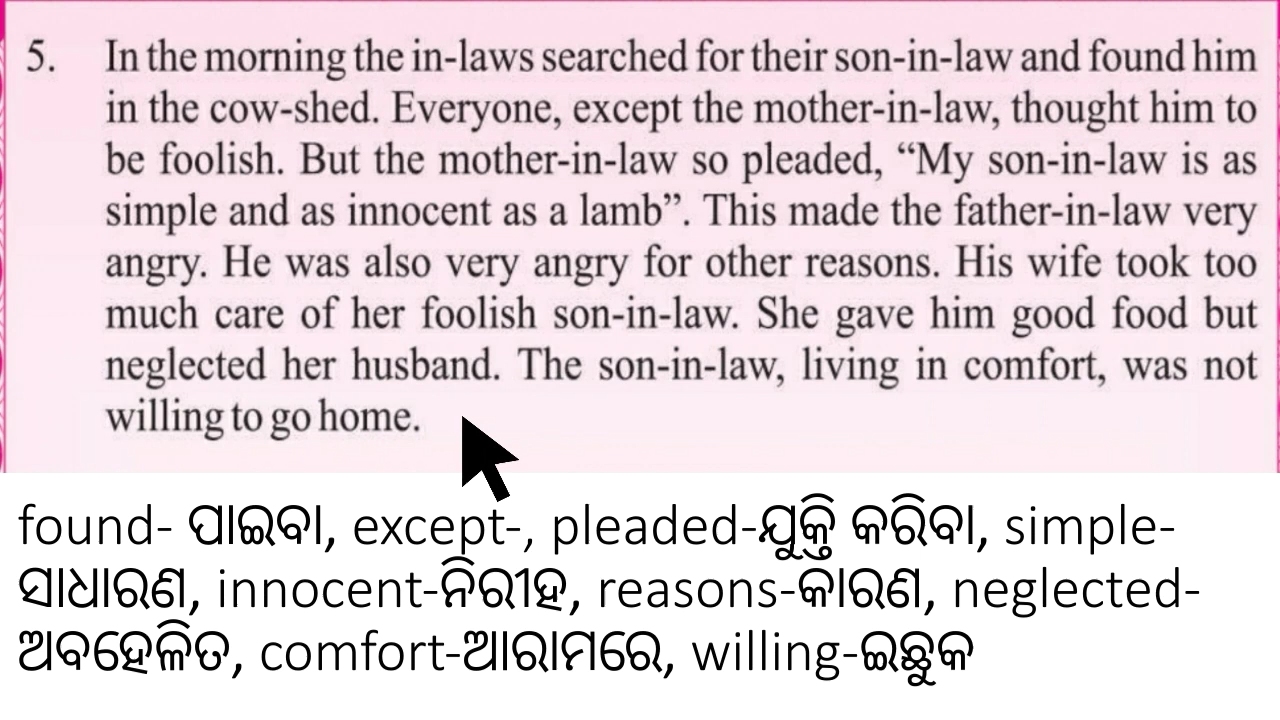 5. In the morning the in-laws searched for their son-in-law and found him
in the cow-shed. Everyone, except the mother-in-law, thought him to
be foolish. But the mother-in-law so pleaded, “My son-in-law is as
simple and as innocent as a lamb”. This made the father-in-law very
angry. He was also very angry for other reasons. His wife took too
much care of her foolish son-in-law. She gave him good food but
neglected her husband. The son-in-law, living in comfort, was not
willing to go home.
found- ପାଇବା, except-, pleaded-ଯୁକ୍ତି କରିବା, simple-
ସାଧାରଣ, innocent-ନିରୀହ, reasons-କାରଣ, neglected-
ଅବହେଳିତ, comfort-ଆରାମରେ, willing-ଇଛୁକ